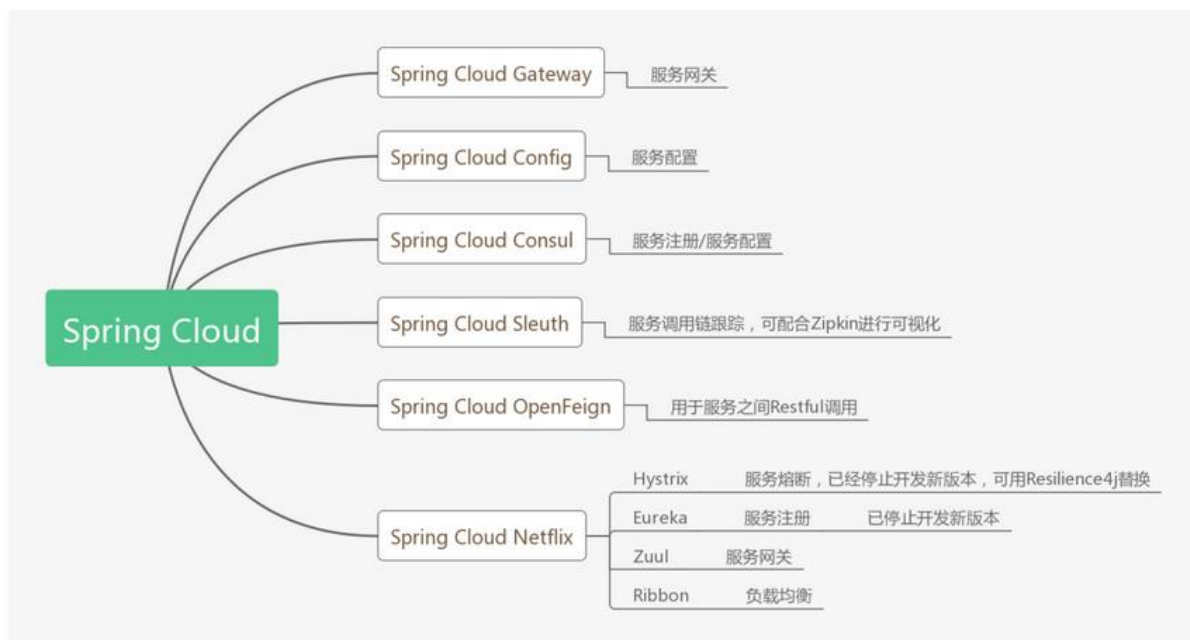 Spring Cloud Gateway 服务网关
Spring Cloud Config 服务配置
Spring Cloud Consul 服务注册/服务配置
Spring Cloud
Spring Cloud Sleuth 服务调用链跟踪，可配合Zipkin进行可视化
Spring Cloud OpenFeign 用于服务之间Restful调用
Hystrix 服务熔断，已经停止开发新版本，可用Resilience4j替换
Eureka 服务注册 已停止开发新版本
Spring Cloud Netflix
Zuul 服务网关
Ribbon 负载均衡